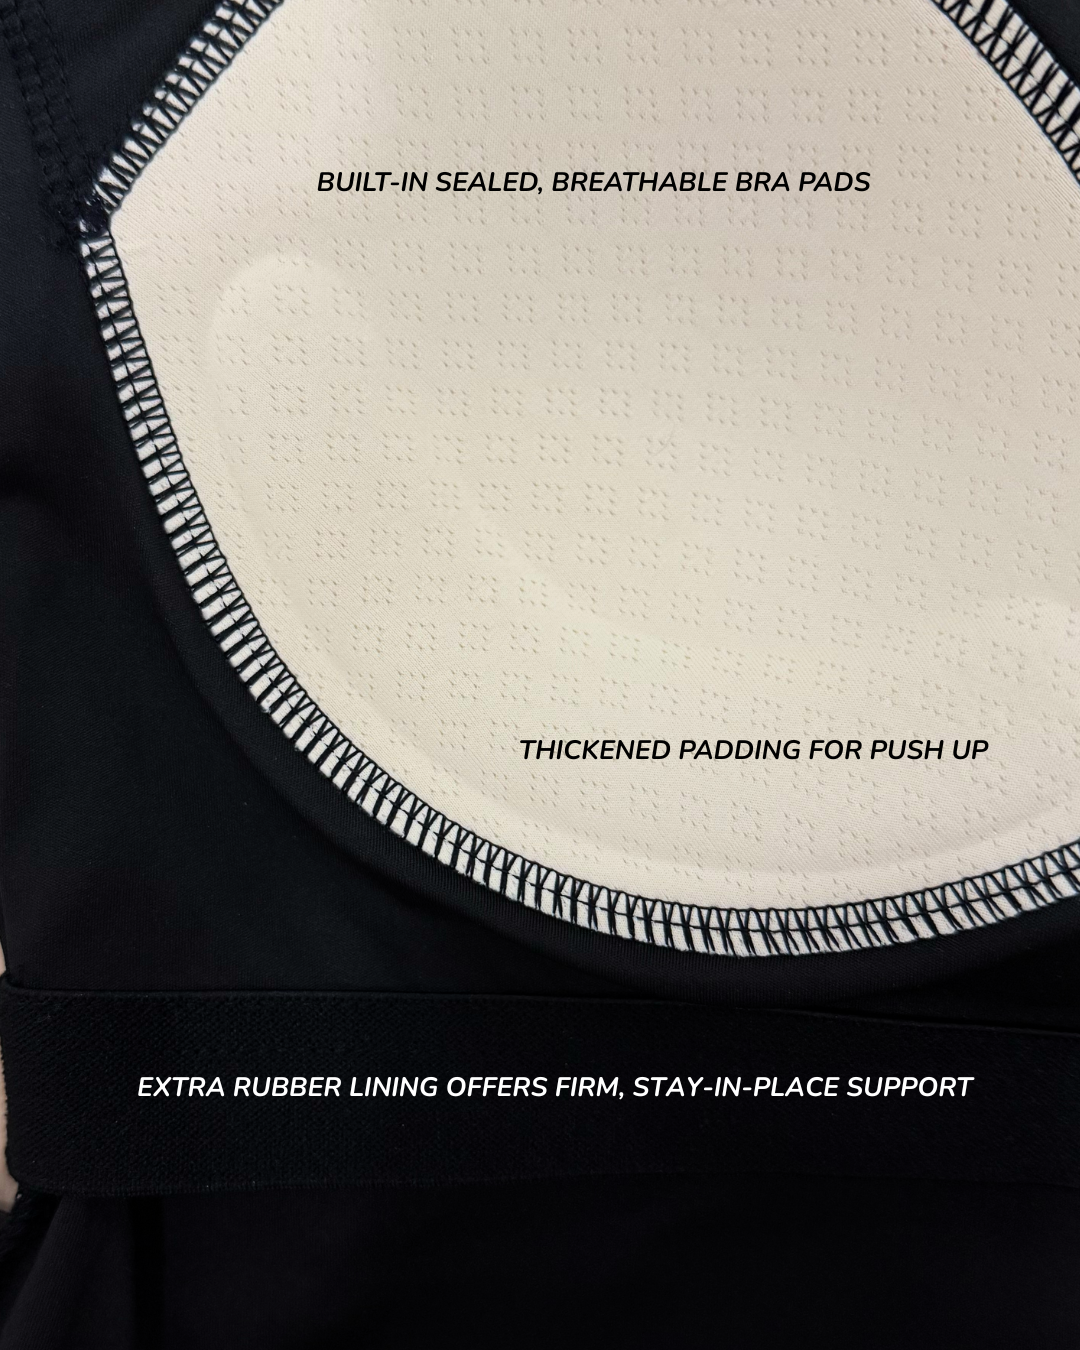 BUILT-IN SEALED, BREATHABLE BRA PADS
THICKENED PADDING FOR PUSH UP
EXTRA RUBBER LINING OFFERS FIRM, STAY-IN-PLACE SUPPORT